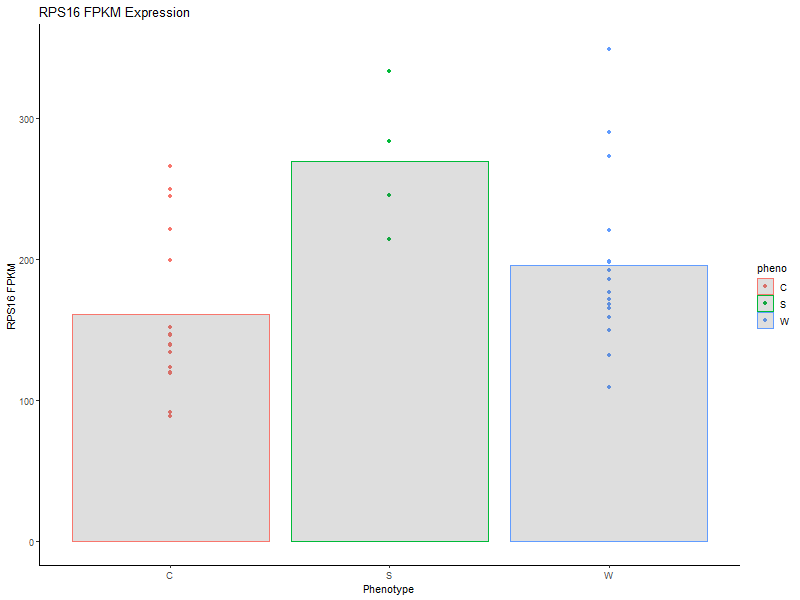 RPS16 FPKM Expression
RPS16 FPKM
300
200
100
0
C
S
W
Phenotype
pheno
C
S
W